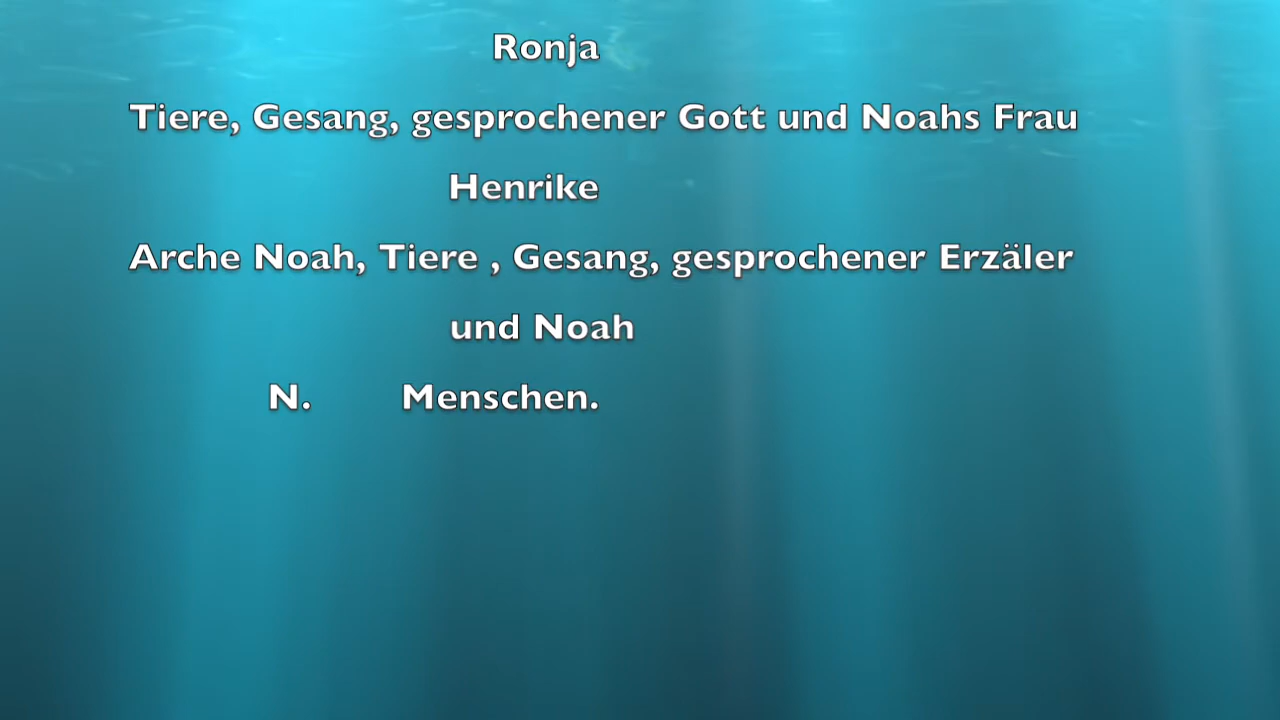 Ronja
Tiere, Gesang, gesprochener Gott und Noahs Frau
Henrike
Arche Noah, Tiere , Gesang, gesprochener Erzäler
und Noah
N. Menschen.